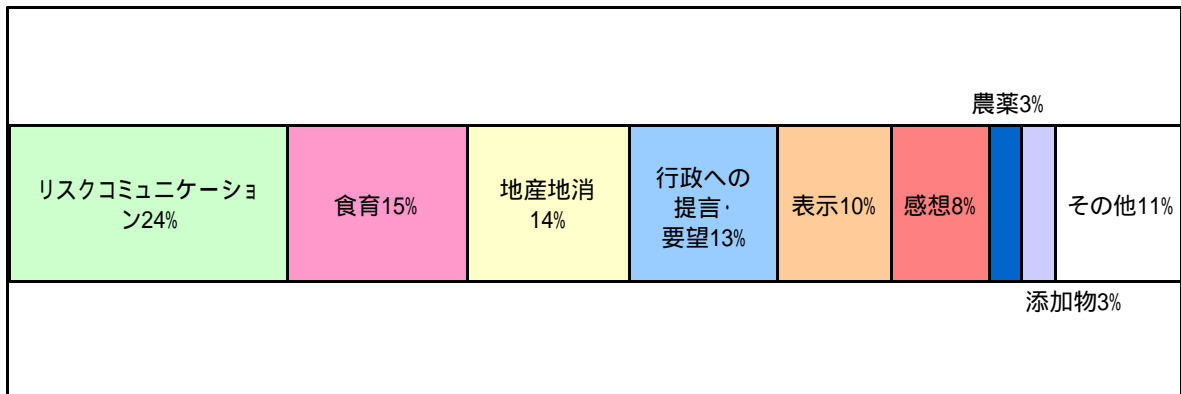 農薬3%
リスクコミュニケーショ
ン24%
食育15%
地産地消
14%
行政への
提言・
要望13%
表示10%
感想8%
その他11%
添加物3%